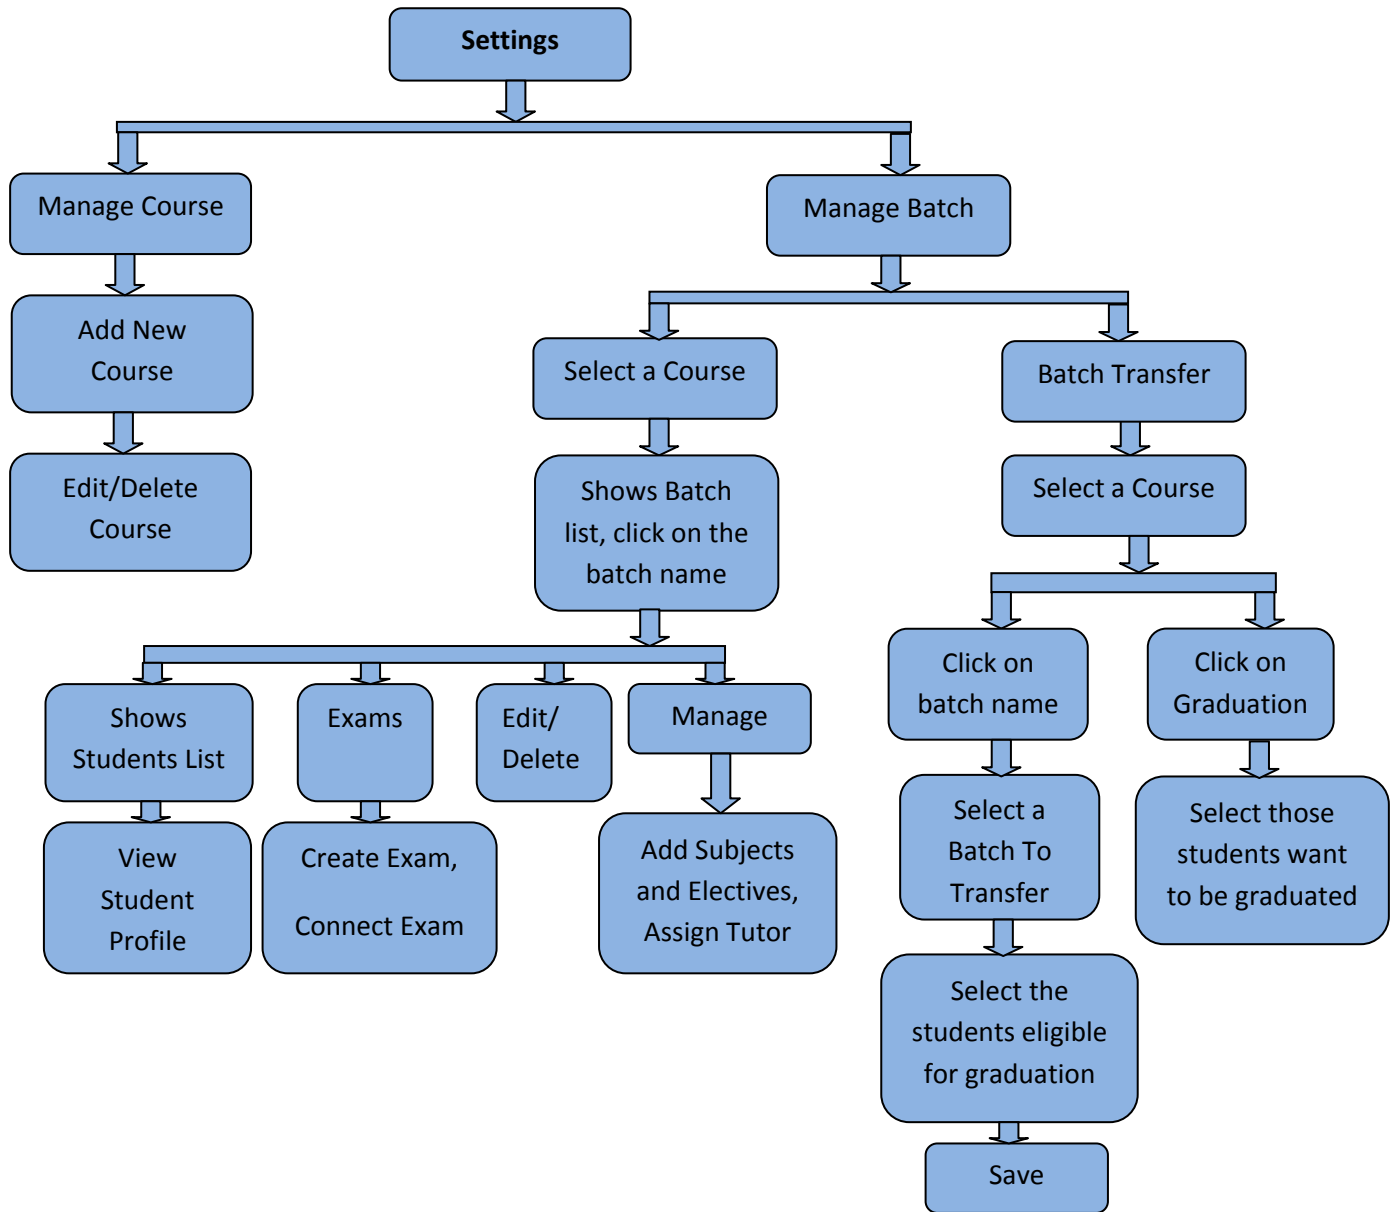 Settings
Manage Course
Manage Batch
Add New
Course
Select a Course
Batch Transfer
Edit/Delete
Course
Shows Batch
list, click on the
batch name
Select a Course
Shows
Students List
Exams
Edit/
Delete
Manage
Click on
batch name
Click on
Graduation
View
Student
Profile
Create Exam,
Connect Exam
Add Subjects
and Electives,
Assign Tutor
Select a
Batch To
Transfer
Select those
students want
to be graduated
Select the
students eligible
for graduation
Save